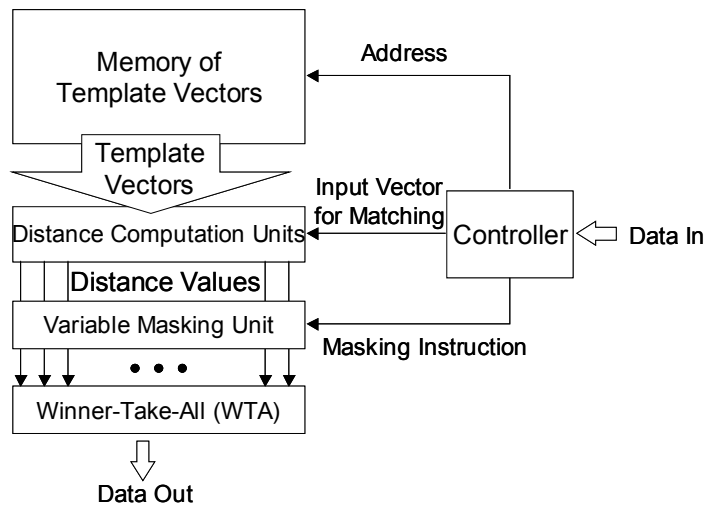 Memory of
Template Vectors
Address
Template
Vectors
Input Vector
for Matching
Distance Computation Units
Controller
Data In
Distance Values
Variable Masking Unit
Masking Instruction
Winner-Take-All (WTA)
Data Out